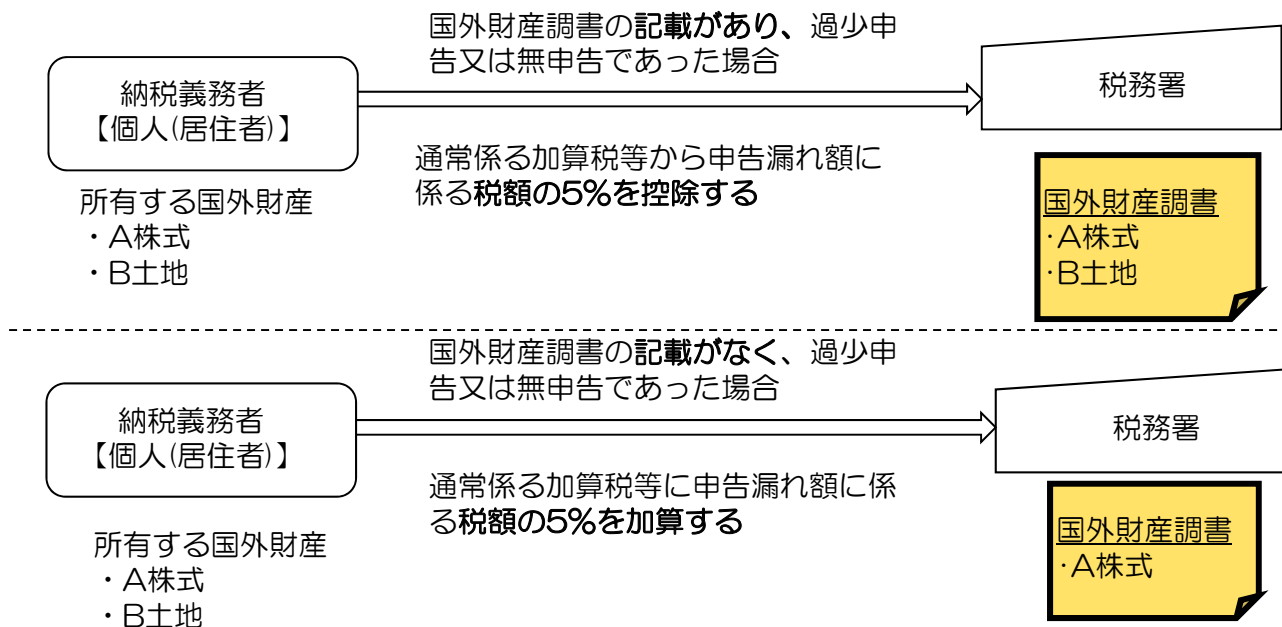 国外財産調書の記載があり、過少申
告又は無申告であった場合
納税義務者
【個人(居住者)】
税務署
通常係る加算税等から申告漏れ額に
係る税額の5%を控除する
所有する国外財産
・A株式
・B土地
国外財産調書
・A株式
・B土地
国外財産調書の記載がなく、過少申
告又は無申告であった場合
納税義務者
【個人(居住者)】
税務署
通常係る加算税等に申告漏れ額に係
る税額の5%を加算する
所有する国外財産
・A株式
・B土地
国外財産調書
・A株式